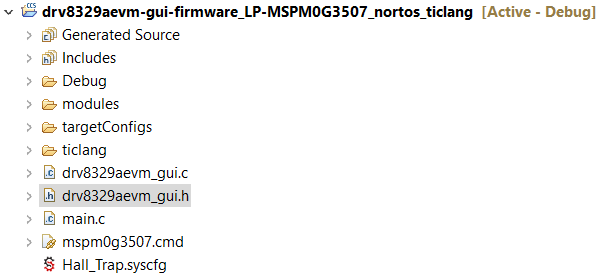 drv8329aevm-gui-firmware_LP-MSPM0G3507_nortos_ticlang [Active - Debug]
Generated Source
Includes
Debug
modules
targetConfigs
ticlang
drv8329aevm_gui.c
drv8329aevm_gui.h
main.c
mspm0g3507.cmd
Hall_Trap.syscfg